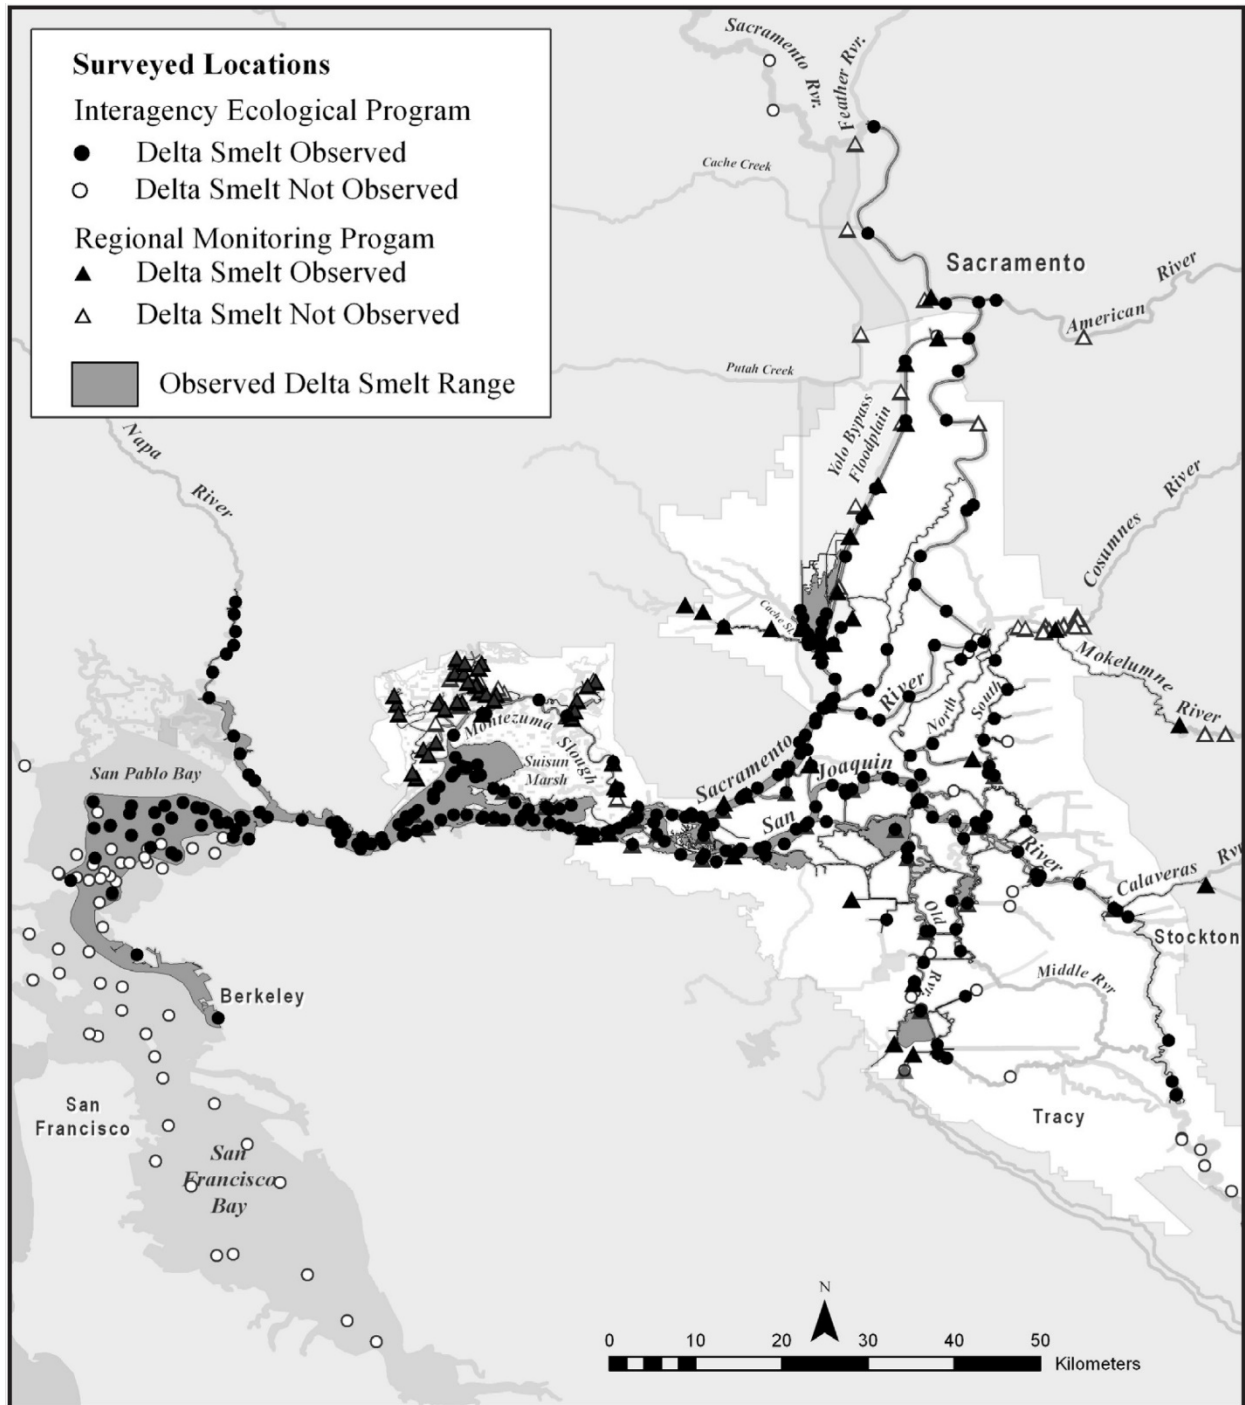 Surveyed Locations
Interagency Ecological Program
Delta Smelt Observed
Delta Smelt Not Observed
Regional Monitoring Progam
Delta Smelt Observed
Delta Smelt Not Observed
Observed Delta Smelt Range
Sacramento Rvr.
Feather Rvr.
Cache Creek
Sacramento
American River
Putah Creek
Yolo Bypass
Floodplain
Napa River
Cosumnes River
Cache Sl.
Mokelumne River
North
South
Sacramento River
Montezuma Slough
Suisun
Marsh
San Pablo Bay
San Joaquin River
Calaveras Rvr
Stockton
Old Rvr.
Middle Rvr
Berkeley
Tracy
San
Francisco
San
Francisco
Bay
N
0 10 20 30 40 50
Kilometers